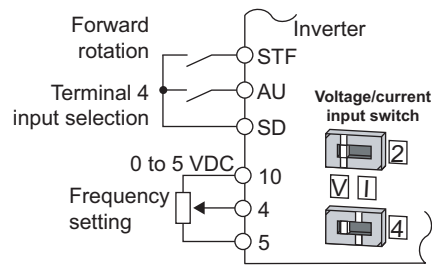 Forward
rotation
Inverter
STF
Terminal 4
input selection
AU
SD
Voltage/current
input switch
2
V I
4
0 to 5 VDC
10
Frequency
setting
4
5